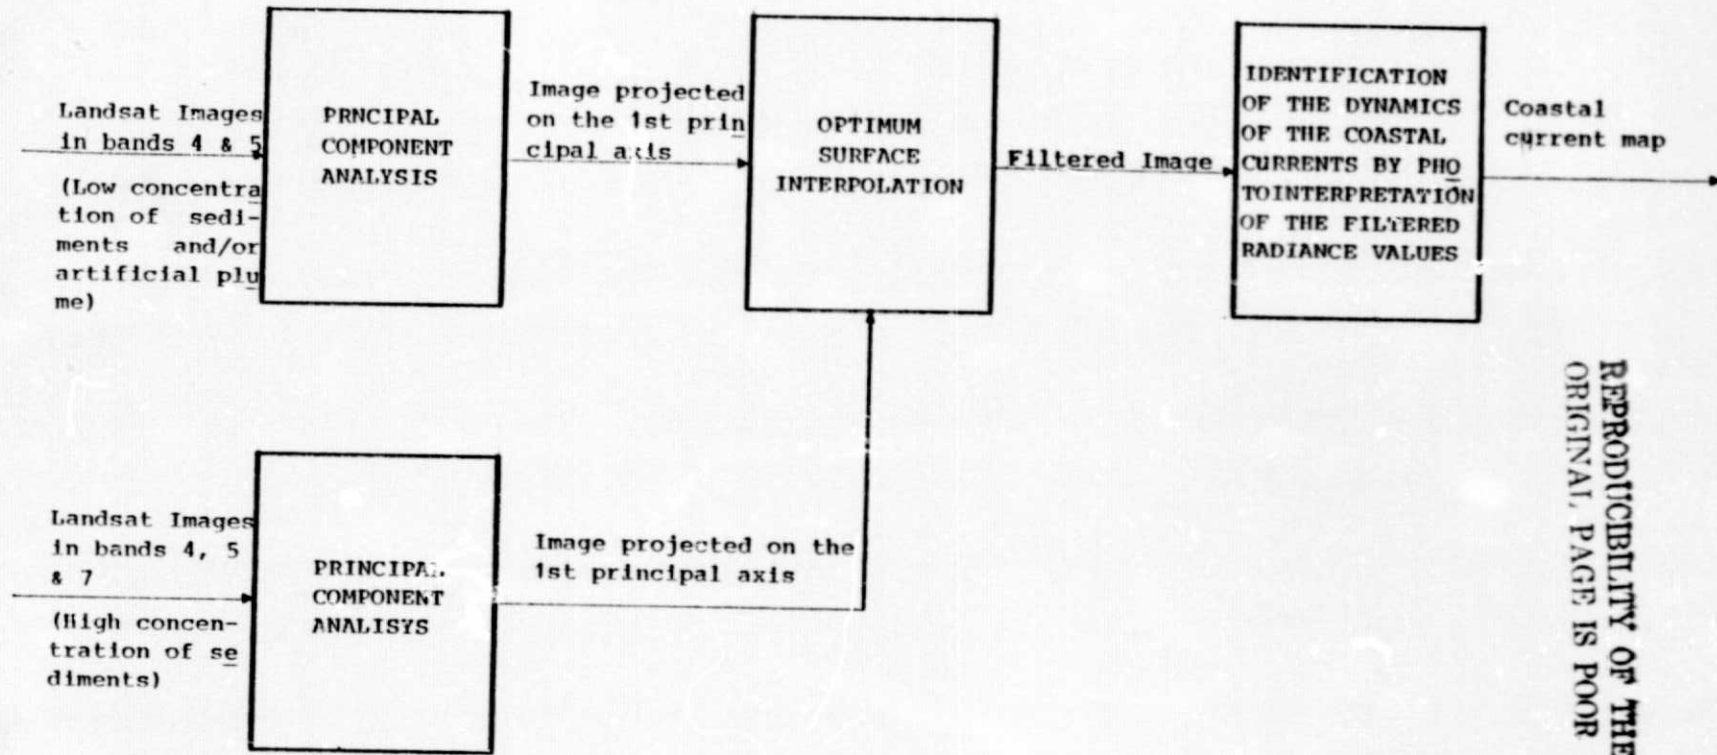 Landsat Images
in bands 4 & 5
(Low concentra
tion of sedi-
ments and/or
artificial plu
me)
PRNCIPAL
COMPONENT
ANALYSIS
Image projected
on the 1st prin
cipal axis
OPTIMUM
SURFACE
INTERPOLATION
Filtered Image
IDENTIFICATION
OF THE DYNAMICS
OF THE COASTAL
CURRENTS BY PHO
TOINTERPRETATION
OF THE FILTERED
RADIANCE VALUES
Coastal
current map
Landsat Images
in bands 4, 5
& 7
(High concen-
tration of se
diments)
PRINCIPAL
COMPONENT
ANALISYS
Image projected on the
1st principal axis
REPRODUCIBILITY OF THE
ORIGINAL PAGE IS POOR